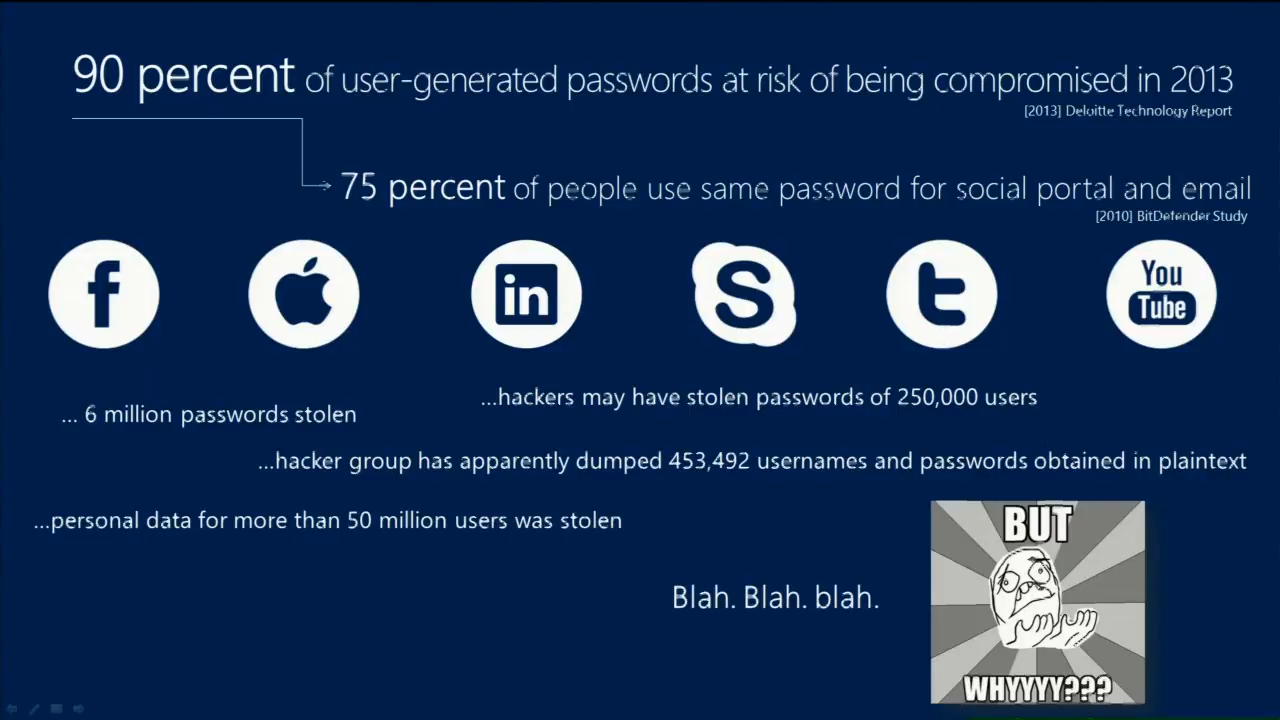 90 percent of user-generated passwords at risk of being compromised in 2013
[2013] Deloitte Technology Report
75 percent of people use same password for social portal and email
[2010] BitDefender Study
f
in
S
t
You
Tube
...hackers may have stolen passwords of 250,000 users
... 6 million passwords stolen
...hacker group has apparently dumped 453,492 usernames and passwords obtained in plaintext
...personal data for more than 50 million users was stolen
BUT
Blah. Blah. blah.
WHYYYY???